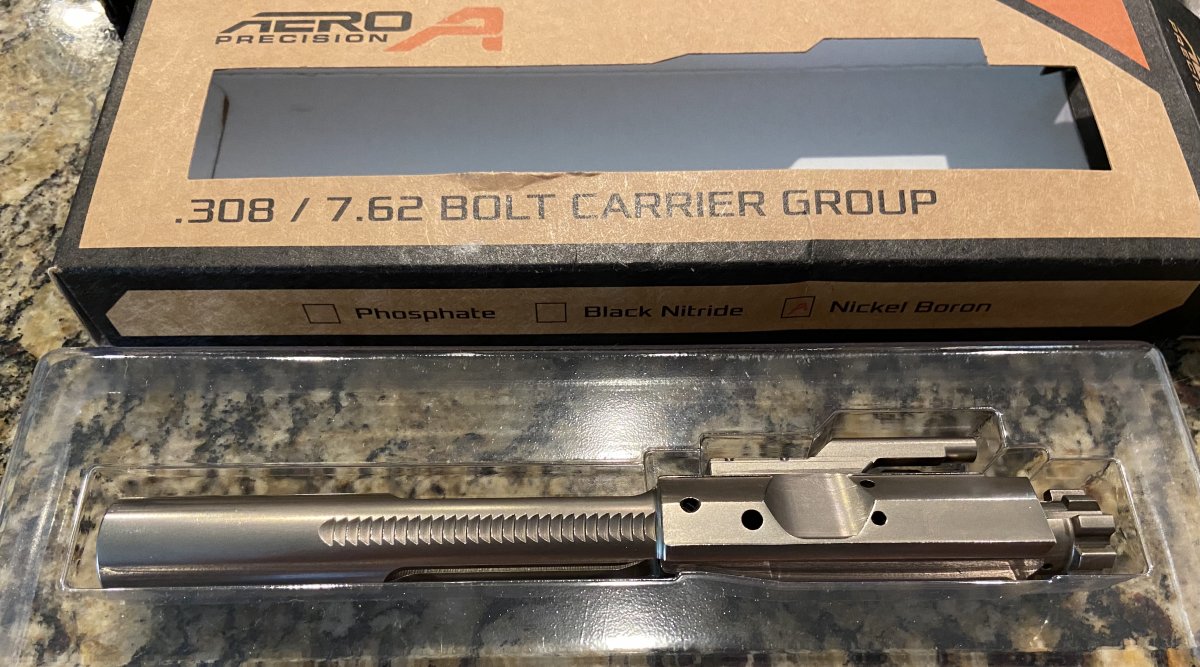 AERO
PRECISION
.308 / 7.62 BOLT CARRIER GROUP
Phosphate
Black Nitride
Nickel Boron